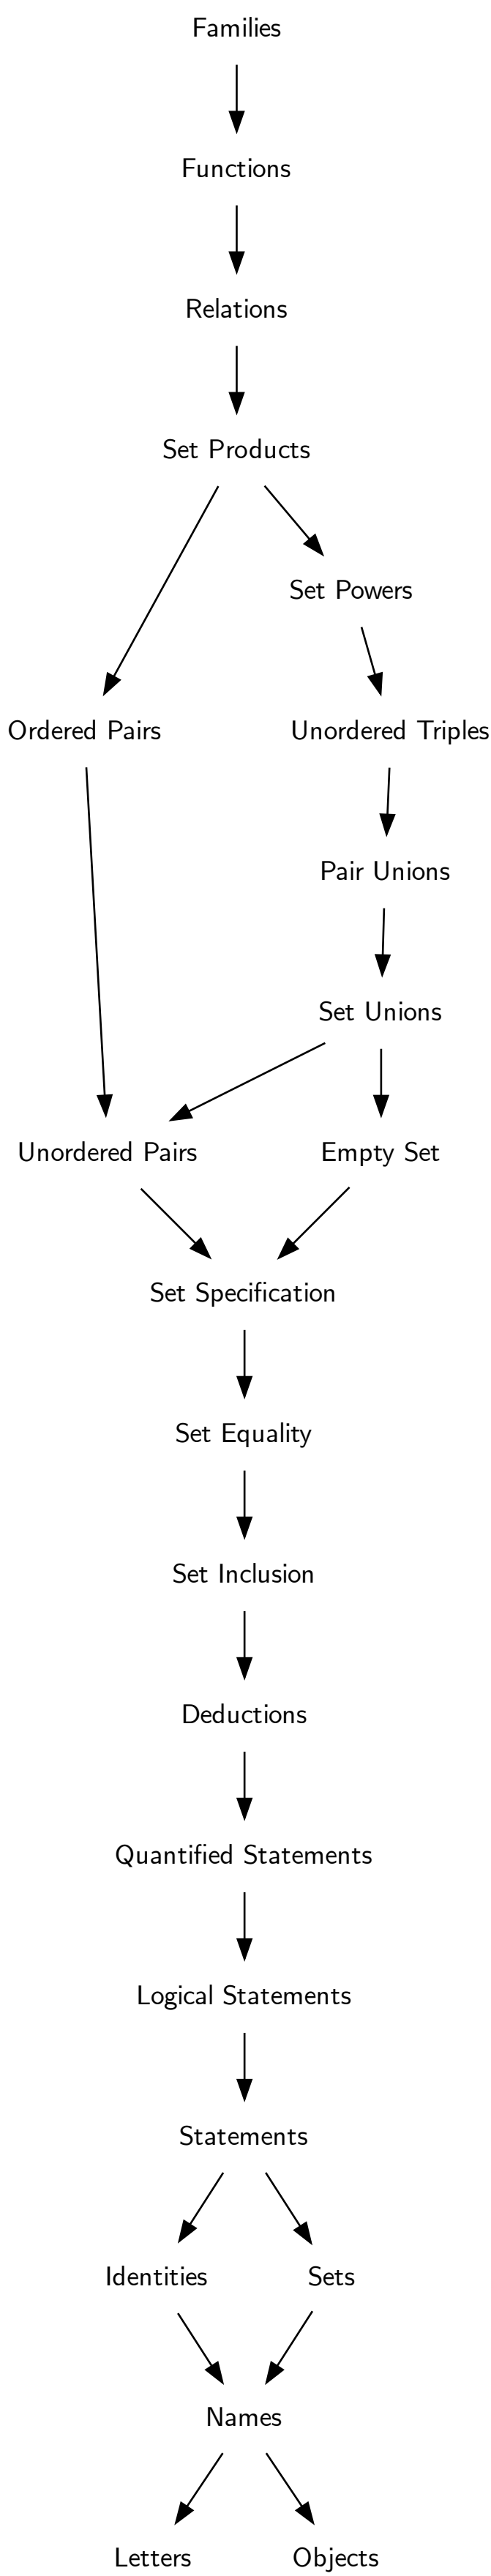 Families
Functions
Relations
Set Products
Set Powers
Ordered Pairs
Unordered Triples
Pair Unions
Set Unions
Unordered Pairs
Empty Set
Set Specification
Set Equality
Set Inclusion
Deductions
Quantified Statements
Logical Statements
Statements
Identities
Sets
Names
Letters
Objects